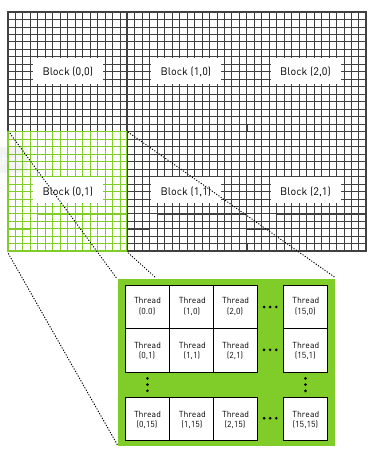 Block (0,0)
Block (1,0)
Block (2,0)
Block (0,1)
Block (1,1)
Block (2,1)
Thread
(0.0)
Thread
(1,0)
Thread
(2,0)
Thread
(15,0)
Thread
(0,1)
Thread
(1,1)
Thread
(2,1)
Thread
(15,1)
Thread
(0,15)
Thread
(1,15)
Thread
(2,15)
Thread
(15,15)